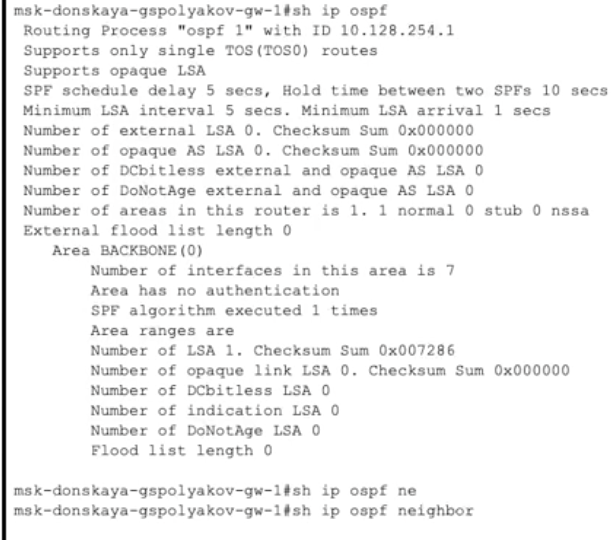 msk-donskaya-gspolyakov-gw-1#sh ip ospf
Routing Process "ospf 1" with ID 10.128.254.1
Supports only single TOS(TOS0) routes
Supports opaque LSA
SPF schedule delay 5 secs, Hold time between two SPFs 10 secs
Minimum LSA interval 5 secs. Minimum LSA arrival 1 secs
Number of external LSA 0. Checksum Sum 0x000000
Number of opaque AS LSA 0. Checksum Sum 0x000000
Number of DCbitless external and opaque AS LSA 0
Number of DoNotAge external and opaque AS LSA 0
Number of areas in this router is 1. 1 normal 0 stub 0 nssa
External flood list length 0
Area BACKBONE(0)
Number of interfaces in this area is 7
Area has no authentication
SPF algorithm executed 1 times
Area ranges are
Number of LSA 1. Checksum Sum 0x007286
Number of opaque link LSA 0. Checksum Sum 0x000000
Number of DCbitless LSA 0
Number of indication LSA 0
Number of DoNotAge LSA 0
Flood list length 0
msk-donskaya-gspolyakov-gw-1#sh ip ospf ne
msk-donskaya-gspolyakov-gw-1#sh ip ospf neighbor